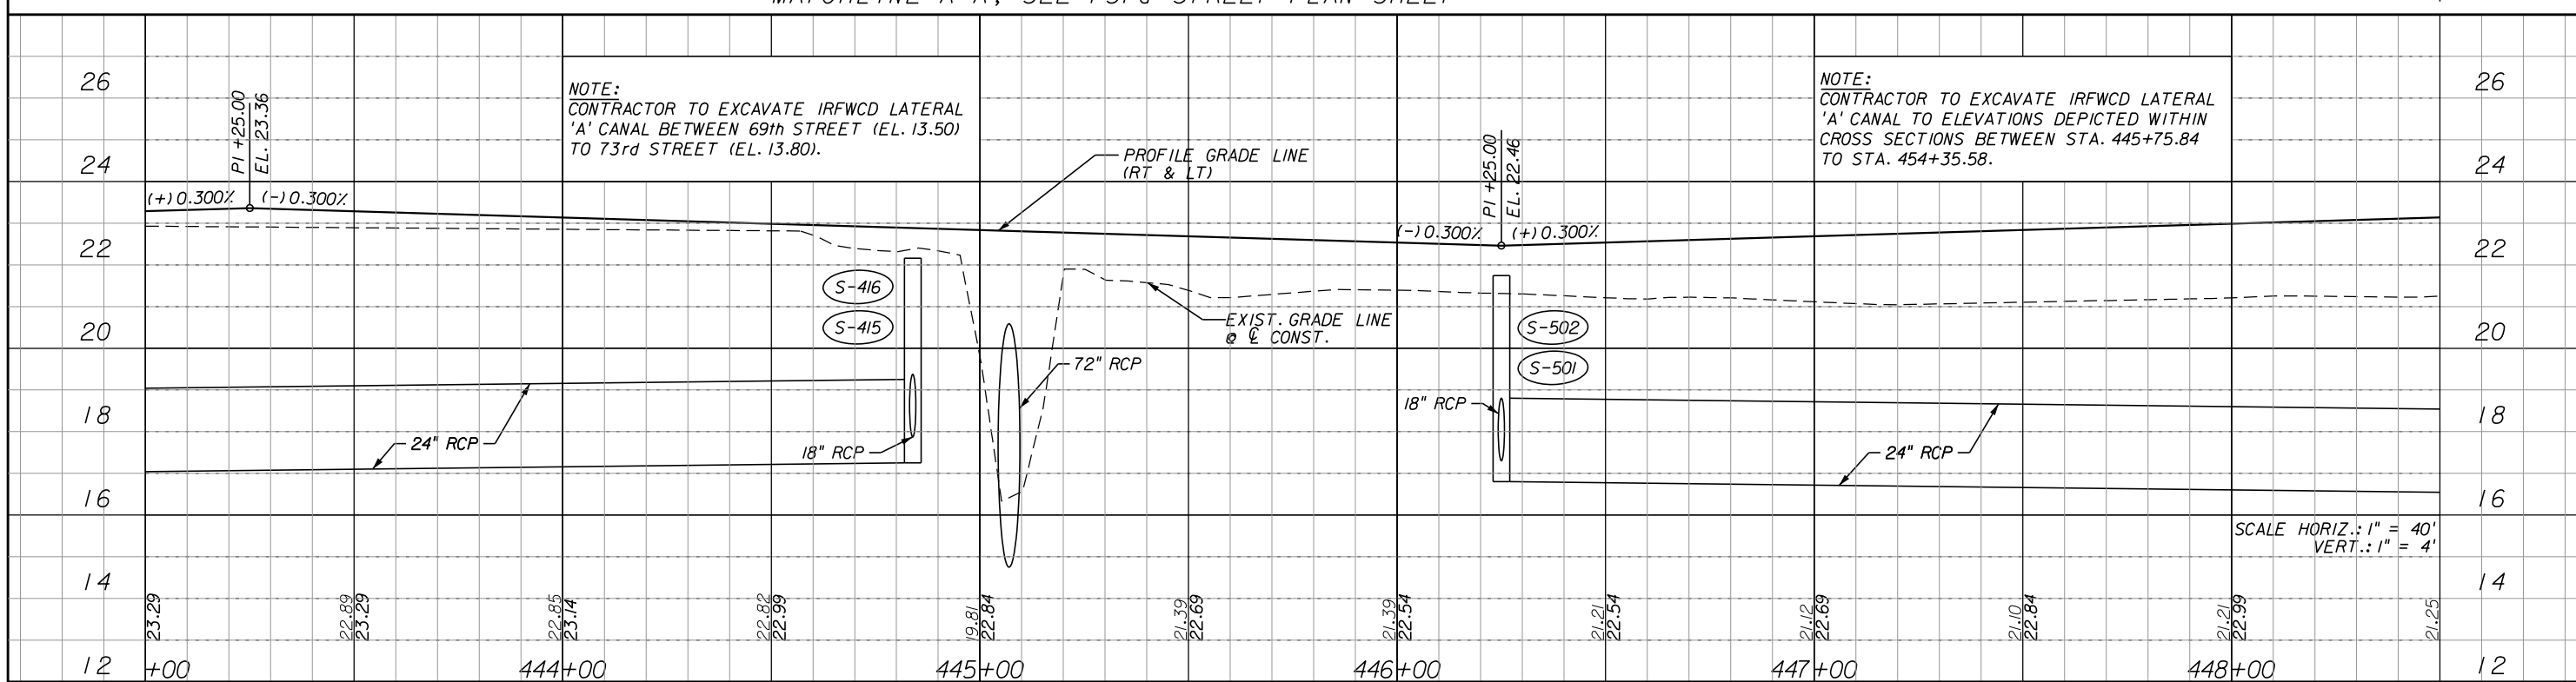 26
24
22
20
18
16
14
12
PI +25.00
EL. 23.36
(+) 0.300%
(-) 0.300%
NOTE:
CONTRACTOR TO EXCAVATE IRFWCD LATERAL
'A' CANAL BETWEEN 69th STREET (EL. 13.50)
TO 73rd STREET (EL. 13.80).
PROFILE GRADE LINE
(RT & LT)
PI +25.00
EL. 22.46
(-) 0.300%
(+) 0.300%
NOTE:
CONTRACTOR TO EXCAVATE IRFWCD LATERAL
'A' CANAL TO ELEVATIONS DEPICTED WITHIN
CROSS SECTIONS BETWEEN STA. 445+75.84
TO STA. 454+35.58.
S-416
S-415
EXIST. GRADE LINE
@ ℄ CONST.
72" RCP
24" RCP
18" RCP
S-502
S-501
18" RCP
24" RCP
SCALE HORIZ.: 1" = 40'
VERT.: 1" = 4'
26
24
22
20
18
16
14
12
23.29
22.89
23.29
22.85
23.14
22.82
22.99
19.81
22.84
21.39
22.69
21.39
22.54
21.21
22.54
21.12
22.69
21.10
22.84
21.21
22.99
21.25
+00
444+00
445+00
446+00
447+00
448+00